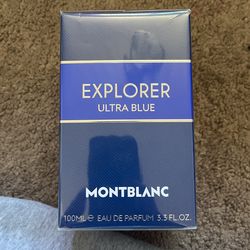 EXPLORER
ULTRA BLUE
MONTBLANC
100ML ℮ EAU DE PARFUM 3.3 FL.OZ.